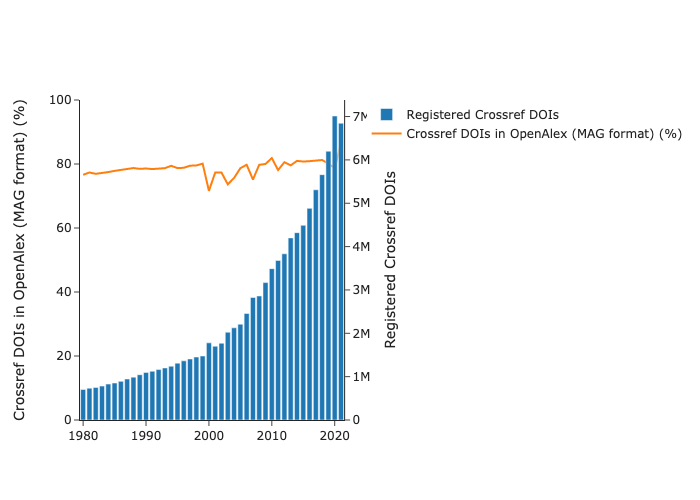 Crossref DOIs in OpenAlex (MAG format) (%)
100
80
60
40
20
0
1980
1990
2000
2010
2020
7M
6M
5M
4M
3M
2M
1M
0
Registered Crossref DOIs
Registered Crossref DOIs
Crossref DOIs in OpenAlex (MAG format) (%)